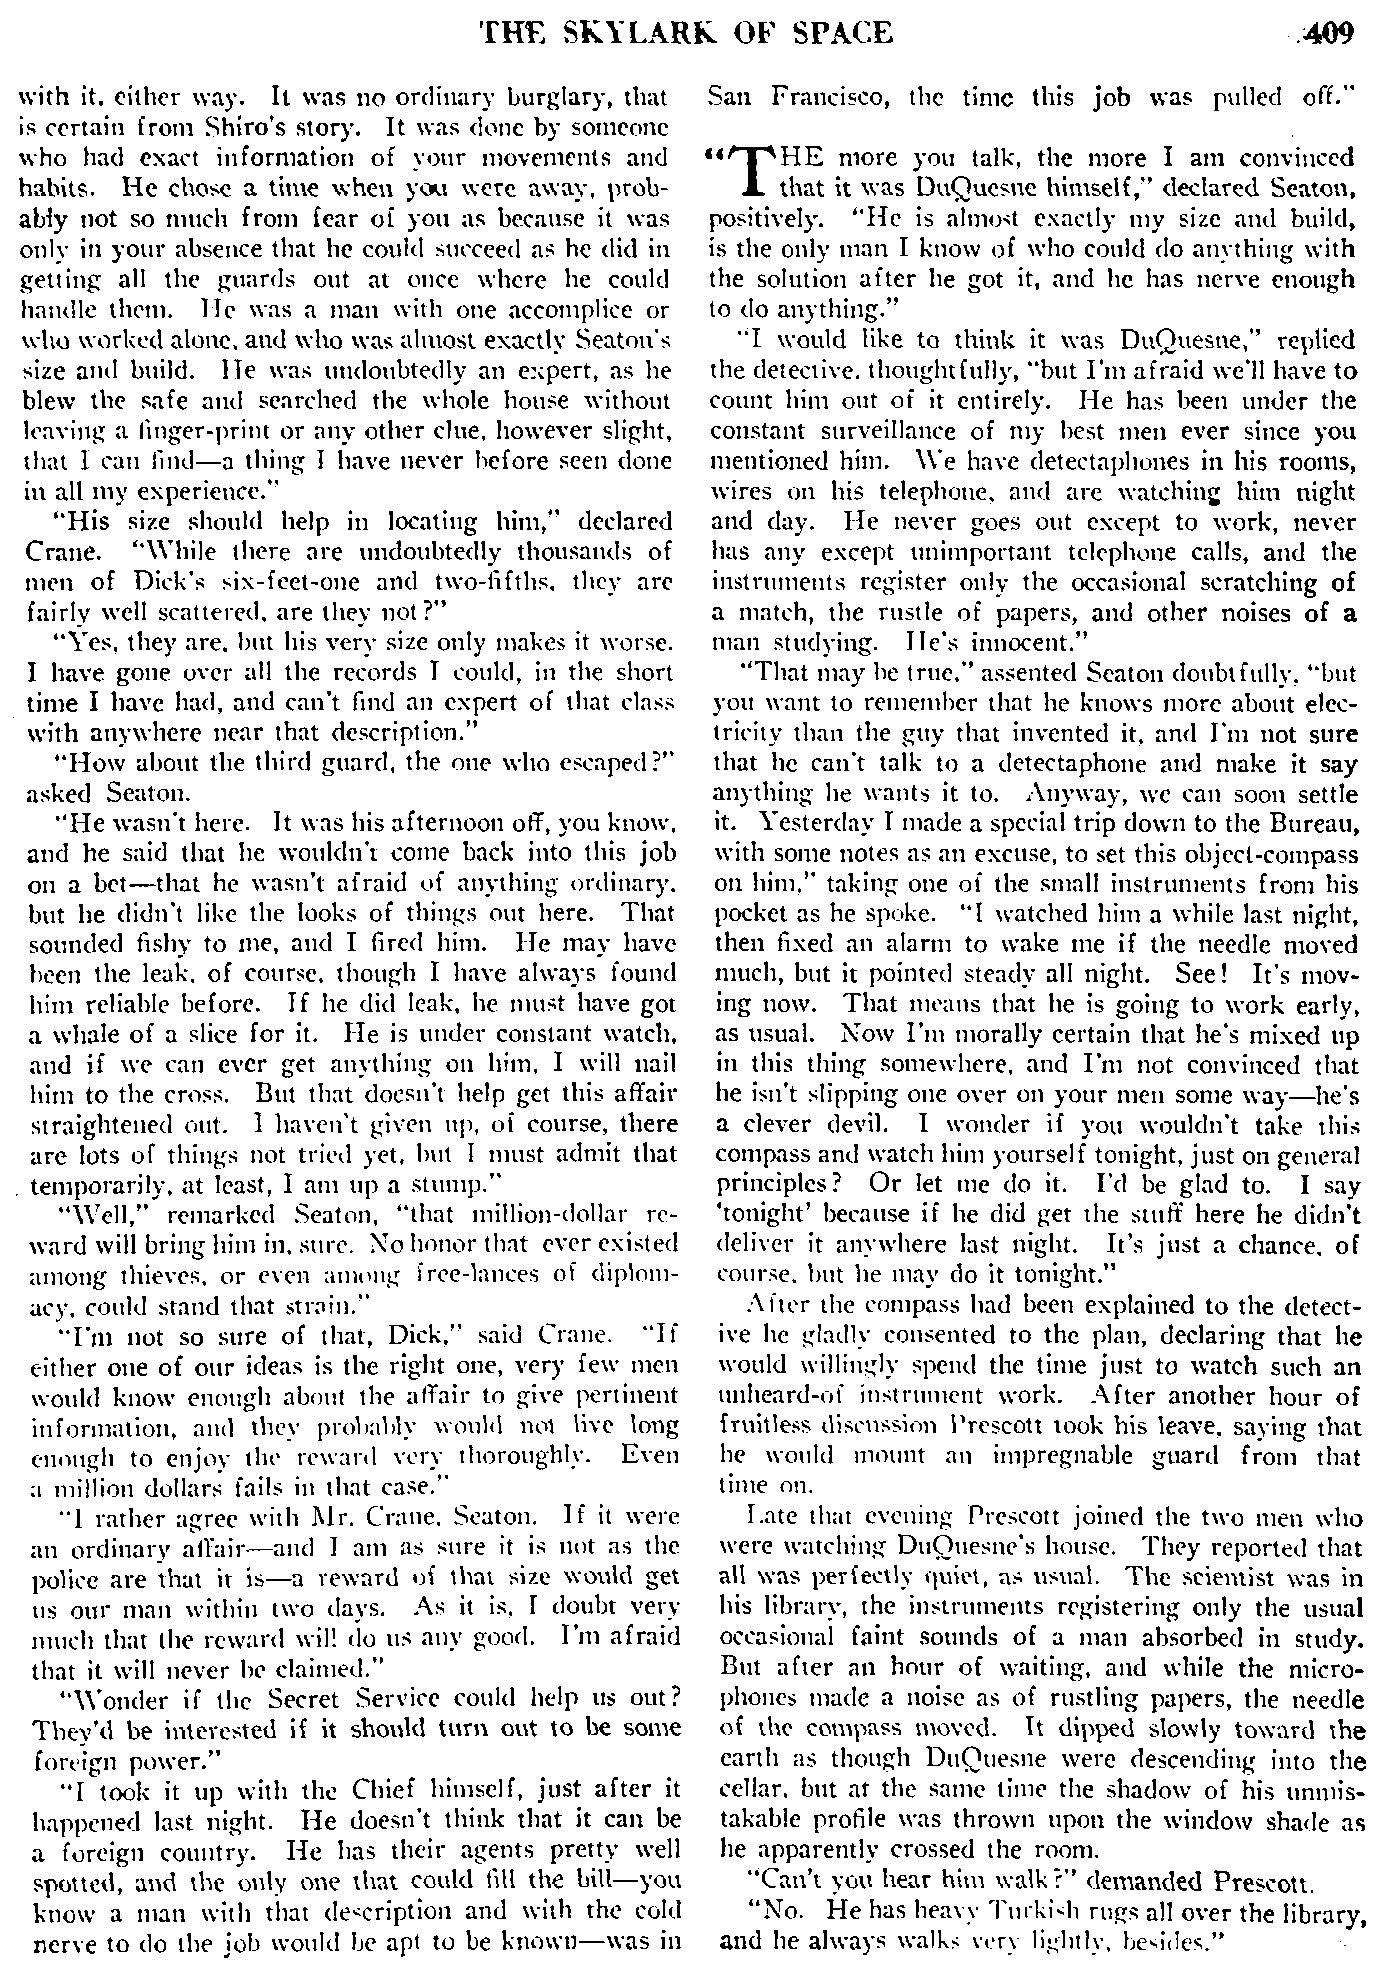 THE SKYLARK OF SPACE
409
with it, either way. It was no ordinary burglary, that
is certain from Shiro's story. It was done by someone
who had exact information of your movements and
habits. He chose a time when you were away, prob-
ably not so much from fear of you as because it was
only in your absence that he could succeed as he did in
getting all the guards out at once where he could
handle them. He was a man with one accomplice or
who worked alone, and who was almost exactly Seaton's
size and build. He was undoubtedly an expert, as he
blew the safe and searched the whole house without
leaving a finger-print or any other clue, however slight,
that I can find—a thing I have never before seen done
in all my experience."
"His size should help in locating him," declared
Crane. "While there are undoubtedly thousands of
men of Dick's six-feet-one and two-fifths, they are
fairly well scattered, are they not?"
"Yes, they are, but his very size only makes it worse.
I have gone over all the records I could, in the short
time I have had, and can't find an expert of that class
with anywhere near that description."
"How about the third guard, the one who escaped?"
asked Seaton.
"He wasn't here. It was his afternoon off, you know,
and he said that he wouldn't come back into this job
on a bet—that he wasn't afraid of anything ordinary,
but he didn't like the looks of things out here. That
sounded fishy to me, and I fired him. He may have
been the leak, of course, though I have always found
him reliable before. If he did leak, he must have got
a whale of a slice for it. He is under constant watch,
and if we can ever get anything on him, I will nail
him to the cross. But that doesn't help get this affair
straightened out. I haven't given up, of course, there
are lots of things not tried yet, but I must admit that
temporarily, at least, I am up a stump."
"Well," remarked Seaton, "that million-dollar re-
ward will bring him in, sure. No honor that ever existed
among thieves, or even among free-lances of diplom-
acy, could stand that strain."
"I'm not so sure of that, Dick," said Crane. "If
either one of our ideas is the right one, very few men
would know enough about the affair to give pertinent
information, and they probably would not live long
enough to enjoy the reward very thoroughly. Even
a million dollars fails in that case."
"I rather agree with Mr. Crane, Seaton. If it were
an ordinary affair—and I am as sure it is not as the
police are that it is—a reward of that size would get
us our man within two days. As it is, I doubt very
much that the reward will do us any good. I'm afraid
that it will never be claimed."
"Wonder if the Secret Service could help us out?
They'd be interested if it should turn out to be some
foreign power."
"I took it up with the Chief himself, just after it
happened last night. He doesn't think that it can be
a foreign country. He has their agents pretty well
spotted, and the only one that could fill the bill—you
know a man with that description and with the cold
nerve to do the job would be apt to be known—was in
San Francisco, the time this job was pulled off."
"THE more you talk, the more I am convinced
that it was DuQuesne himself," declared Seaton,
positively. "He is almost exactly my size and build,
is the only man I know of who could do anything with
the solution after he got it, and he has nerve enough
to do anything."
"I would like to think it was DuQuesne," replied
the detective, thoughtfully, "but I'm afraid we'll have to
count him out of it entirely. He has been under the
constant surveillance of my best men ever since you
mentioned him. We have detectaphones in his rooms,
wires on his telephone, and are watching him night
and day. He never goes out except to work, never
has any except unimportant telephone calls, and the
instruments register only the occasional scratching of
a match, the rustle of papers, and other noises of a
man studying. He's innocent."
"That may be true," assented Seaton doubtfully, "but
you want to remember that he knows more about elec-
tricity than the guy that invented it, and I'm not sure
that he can't talk to a detectaphone and make it say
anything he wants it to. Anyway, we can soon settle
it. Yesterday I made a special trip down to the Bureau,
with some notes as an excuse, to set this object-compass
on him," taking one of the small instruments from his
pocket as he spoke. "I watched him a while last night,
then fixed an alarm to wake me if the needle moved
much, but it pointed steady all night. See! It's mov-
ing now. That means that he is going to work early,
as usual. Now I'm morally certain that he's mixed up
in this thing somewhere, and I'm not convinced that
he isn't slipping one over on your men some way—he's
a clever devil. I wonder if you wouldn't take this
compass and watch him yourself tonight, just on general
principles? Or let me do it. I'd be glad to. I say
'tonight' because if he did get the stuff here he didn't
deliver it anywhere last night. It's just a chance, of
course, but he may do it tonight."
After the compass had been explained to the detect-
ive he gladly consented to the plan, declaring that he
would willingly spend the time just to watch such an
unheard-of instrument work. After another hour of
fruitless discussion Prescott took his leave, saying that
he would mount an impregnable guard from that
time on.
Late that evening Prescott joined the two men who
were watching DuQuesne's house. They reported that
all was perfectly quiet, as usual. The scientist was in
his library, the instruments registering only the usual
occasional faint sounds of a man absorbed in study.
But after an hour of waiting, and while the micro-
phones made a noise as of rustling papers, the needle
of the compass moved. It dipped slowly toward the
earth as though DuQuesne were descending into the
cellar, but at the same time the shadow of his unmis-
takable profile was thrown upon the window shade as
he apparently crossed the room.
"Can't you hear him walk?" demanded Prescott.
"No. He has heavy Turkish rugs all over the library,
and he always walks very lightly, besides."